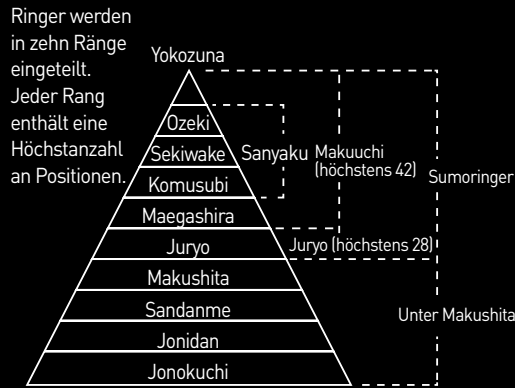 Ringer werden
in zehn Ränge
eingeteilt.
Jeder Rang
enthält eine
Höchstanzahl
an Positionen.
Yokozuna
Ozeki
Sekiwake
Komusubi
Maegashira
Juryo
Makushita
Sandanme
Jonidan
Jonokuchi
Sanyaku
Makuuchi
(höchstens 42)
Juryo (höchstens 28)
Sumoringer
Unter Makushita